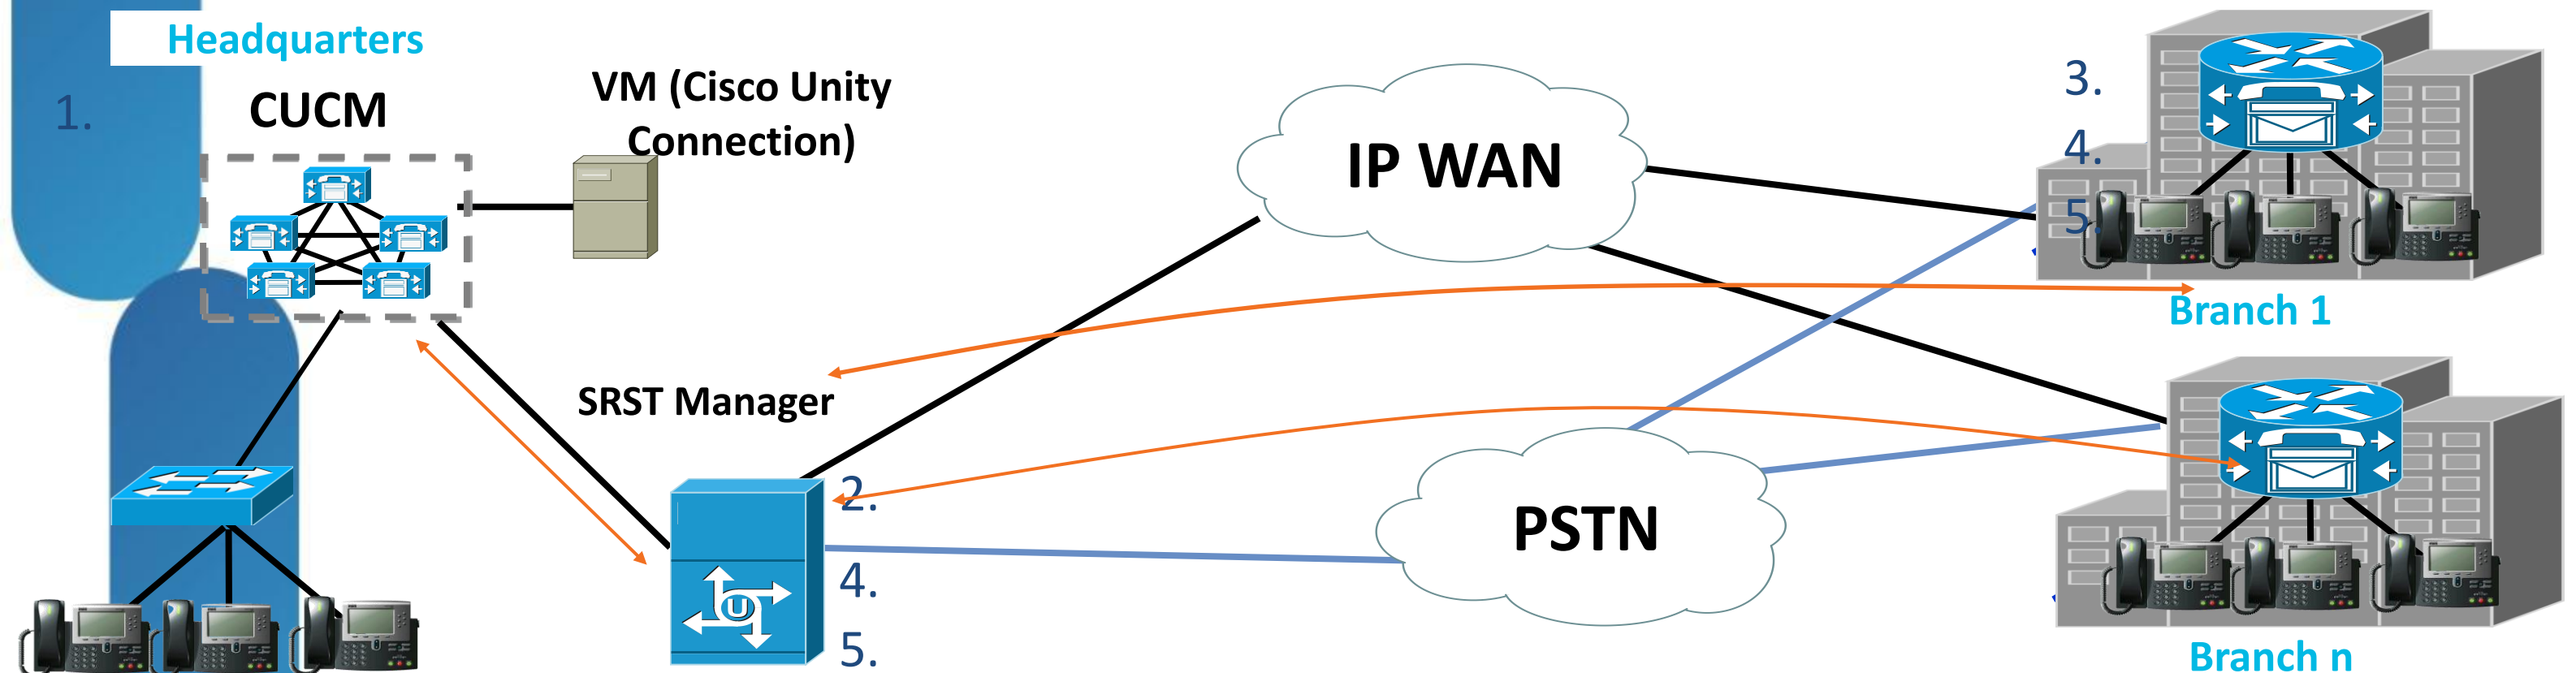 Headquarters
1.
CUCM
VM (Cisco Unity
Connection)
SRST Manager
2.
4.
5.
IP WAN
PSTN
3.
4.
5.
Branch 1
Branch n
U